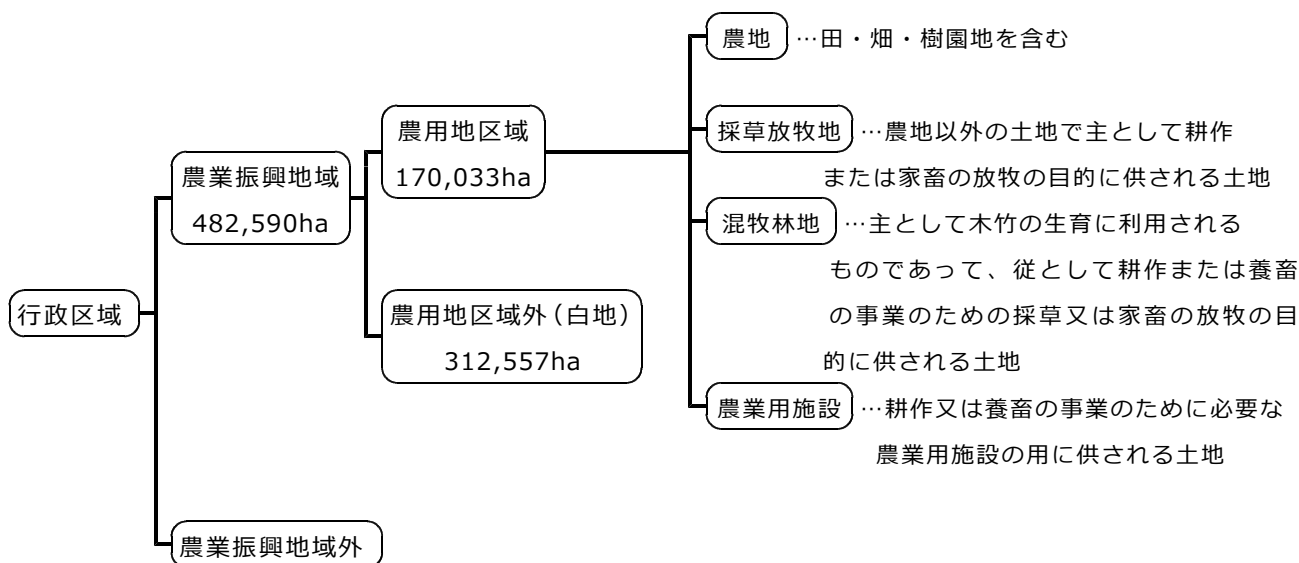 農地 …田・畑・樹園地を含む
農用地区域
170,033ha
採草放牧地 …農地以外の土地で主として耕作
または家畜の放牧の目的に供される土地
農業振興地域
482,590ha
混牧林地 …主として木竹の生育に利用される
ものであって、従として耕作または養畜
の事業のための採草又は家畜の放牧の目
的に供される土地
行政区域
農用地区域外（白地）
312,557ha
農業用施設 …耕作又は養畜の事業のために必要な
農業用施設の用に供される土地
農業振興地域外